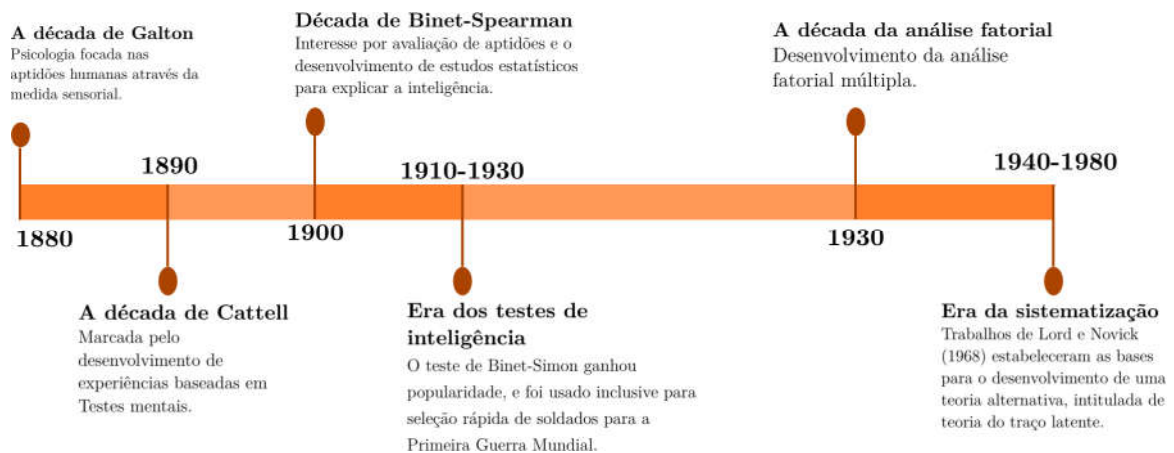 A década de Galton
Psicologia focada nas
aptidões humanas através da
medida sensorial.
Década de Binet-Spearman
Interesse por avaliação de aptidões e o
desenvolvimento de estudos estatísticos
para explicar a inteligência.
A década da análise fatorial
Desenvolvimento da análise
fatorial múltipla.
1890
1910-1930
1940-1980
1880
1900
1930
A década de Cattell
Marcada pelo
desenvolvimento de
experiências baseadas em
Testes mentais.
Era dos testes de
inteligência
O teste de Binet-Simon ganhou
popularidade, e foi usado inclusive para
seleção rápida de soldados para a
Primeira Guerra Mundial.
Era da sistematização
Trabalhos de Lord e Novick
(1968) estabeleceram as bases
para o desenvolvimento de uma
teoria alternativa, intitulada de
teoria do traço latente.